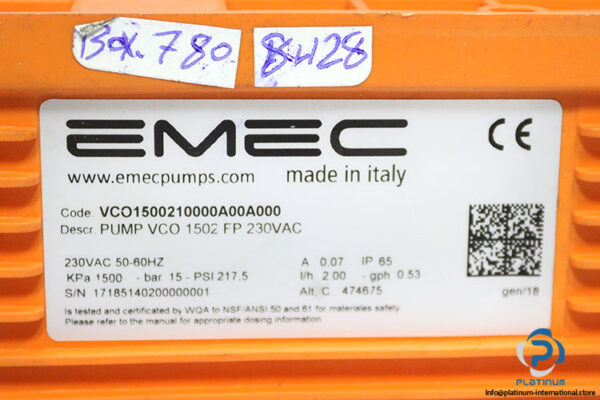 Box. 780 8428
EMEC CE
www.emecpumps.com made in italy
Code VCO1500210000A00A000
Descr. PUMP VCO 1502 FP 230VAC
230VAC 50-60HZ A 0,07 IP 65
KPa 1500 - bar 15 - PSI 217.5 l/h 2.00 - gph 0.53
S/N 17185140200000001 Alt. C. 474675 gen/18
Is tested and certified by WQA to NSF/ANSI 50 and 61 for materials safety
Please refer to the manual for appropriate dosing information
PLATINUM
info@platinum-international.store